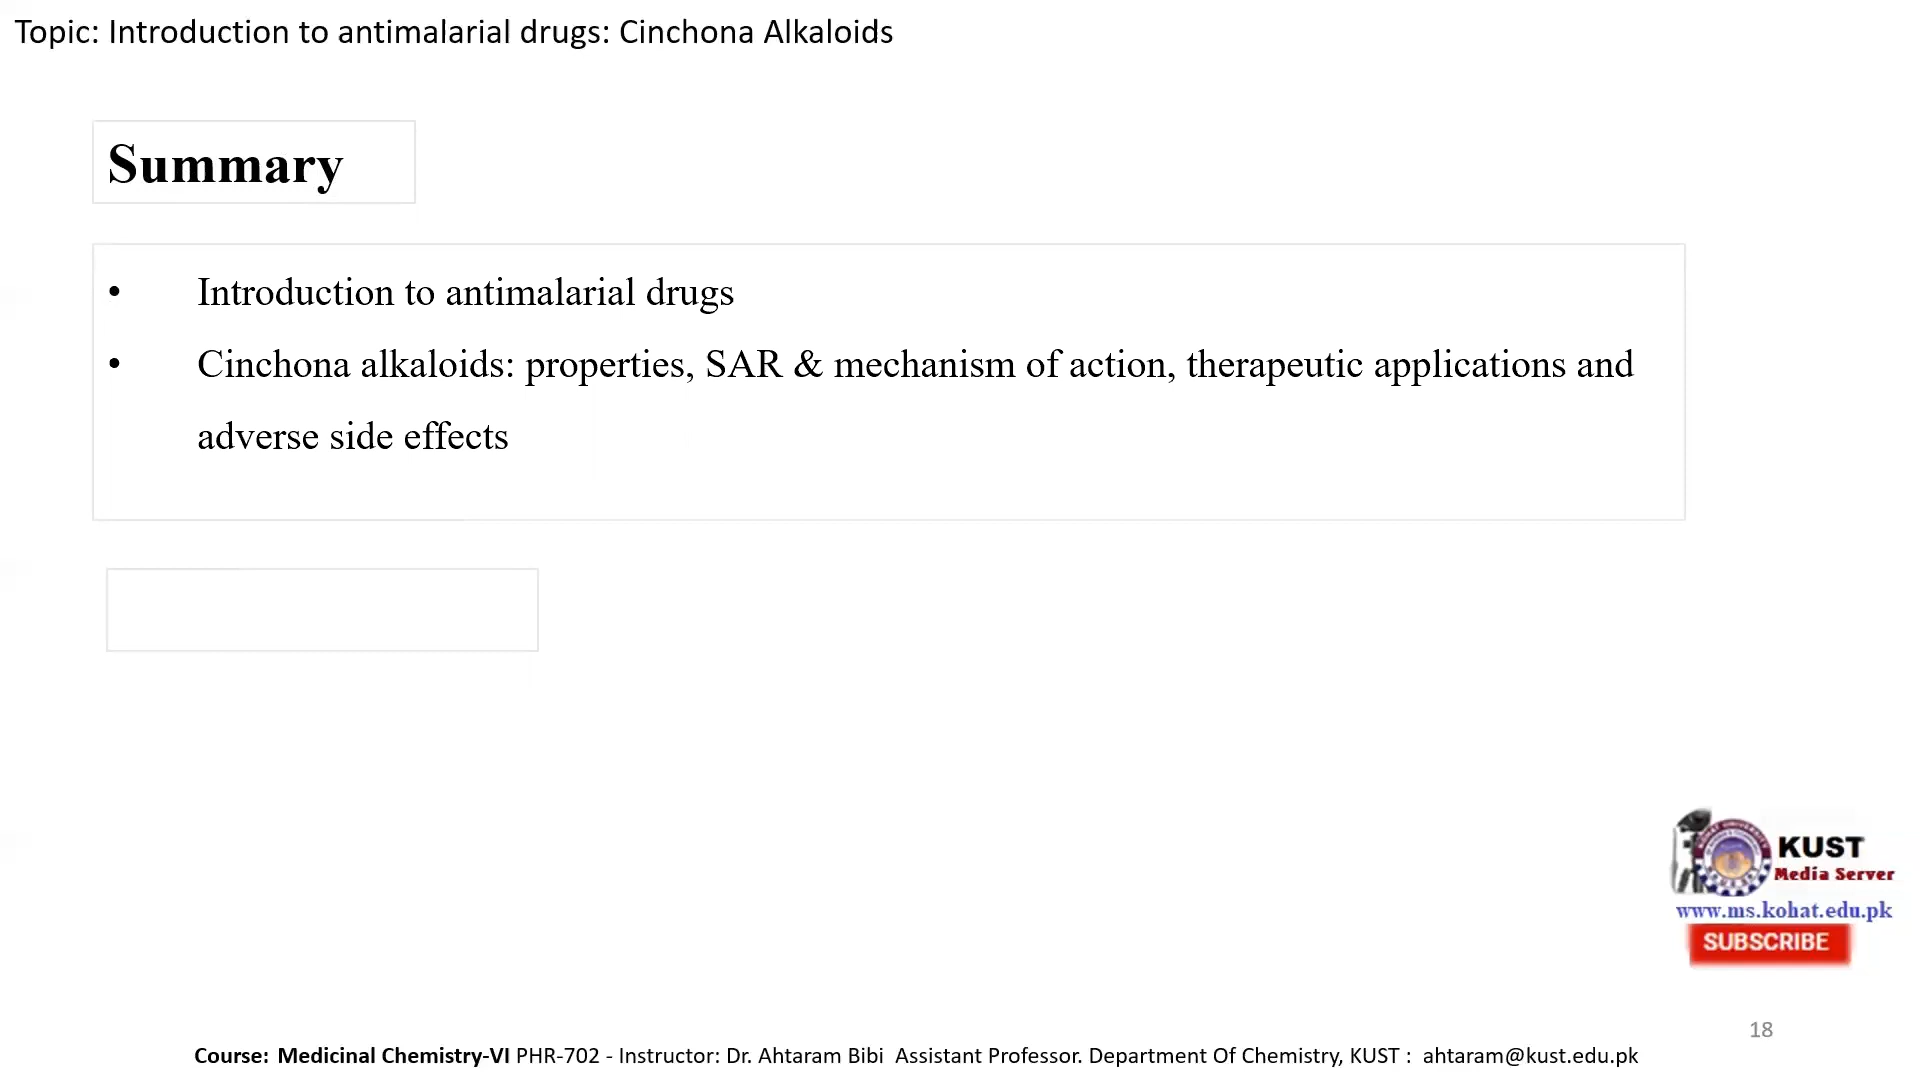 Topic: Introduction to antimalarial drugs: Cinchona Alkaloids
Summary
• Introduction to antimalarial drugs
• Cinchona alkaloids: properties, SAR & mechanism of action, therapeutic applications and
adverse side effects
KUST
Media Server
www.ms.kohat.edu.pk
SUBSCRIBE
18
Course: Medicinal Chemistry-VI PHR-702 - Instructor: Dr. Ahtaram Bibi Assistant Professor. Department Of Chemistry, KUST : ahtaram@kust.edu.pk